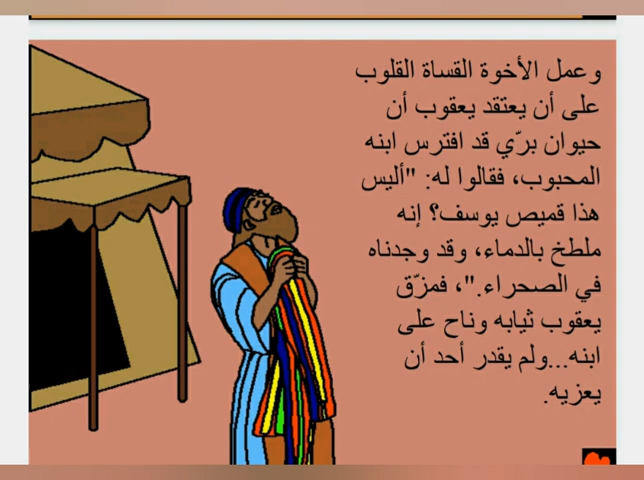 وعمل الأخوة القساة القلوب
على أن يعتقد يعقوب أن
حيوان برّي قد افترس ابنه
المحبوب، فقالوا له: "أليس
هذا قميص يوسف؟ إنه
ملطخ بالدماء، وقد وجدناه
في الصحراء."، فمزّق
يعقوب ثيابه وناح على
ابنه...ولم يقدر أحد أن
يعزيه.